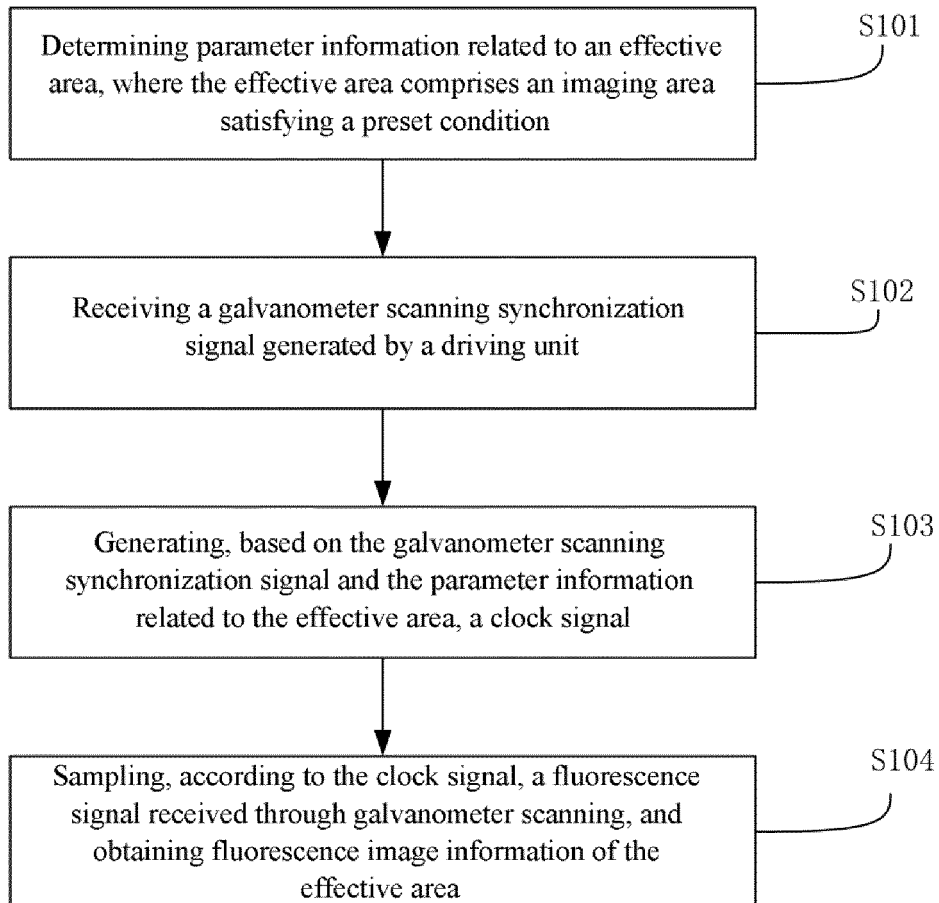 S101
Determining parameter information related to an effective
area, where the effective area comprises an imaging area
satisfying a preset condition
S102
Receiving a galvanometer scanning synchronization
signal generated by a driving unit
S103
Generating, based on the galvanometer scanning
synchronization signal and the parameter information
related to the effective area, a clock signal
S104
Sampling, according to the clock signal, a fluorescence
signal received through galvanometer scanning, and
obtaining fluorescence image information of the
effective area